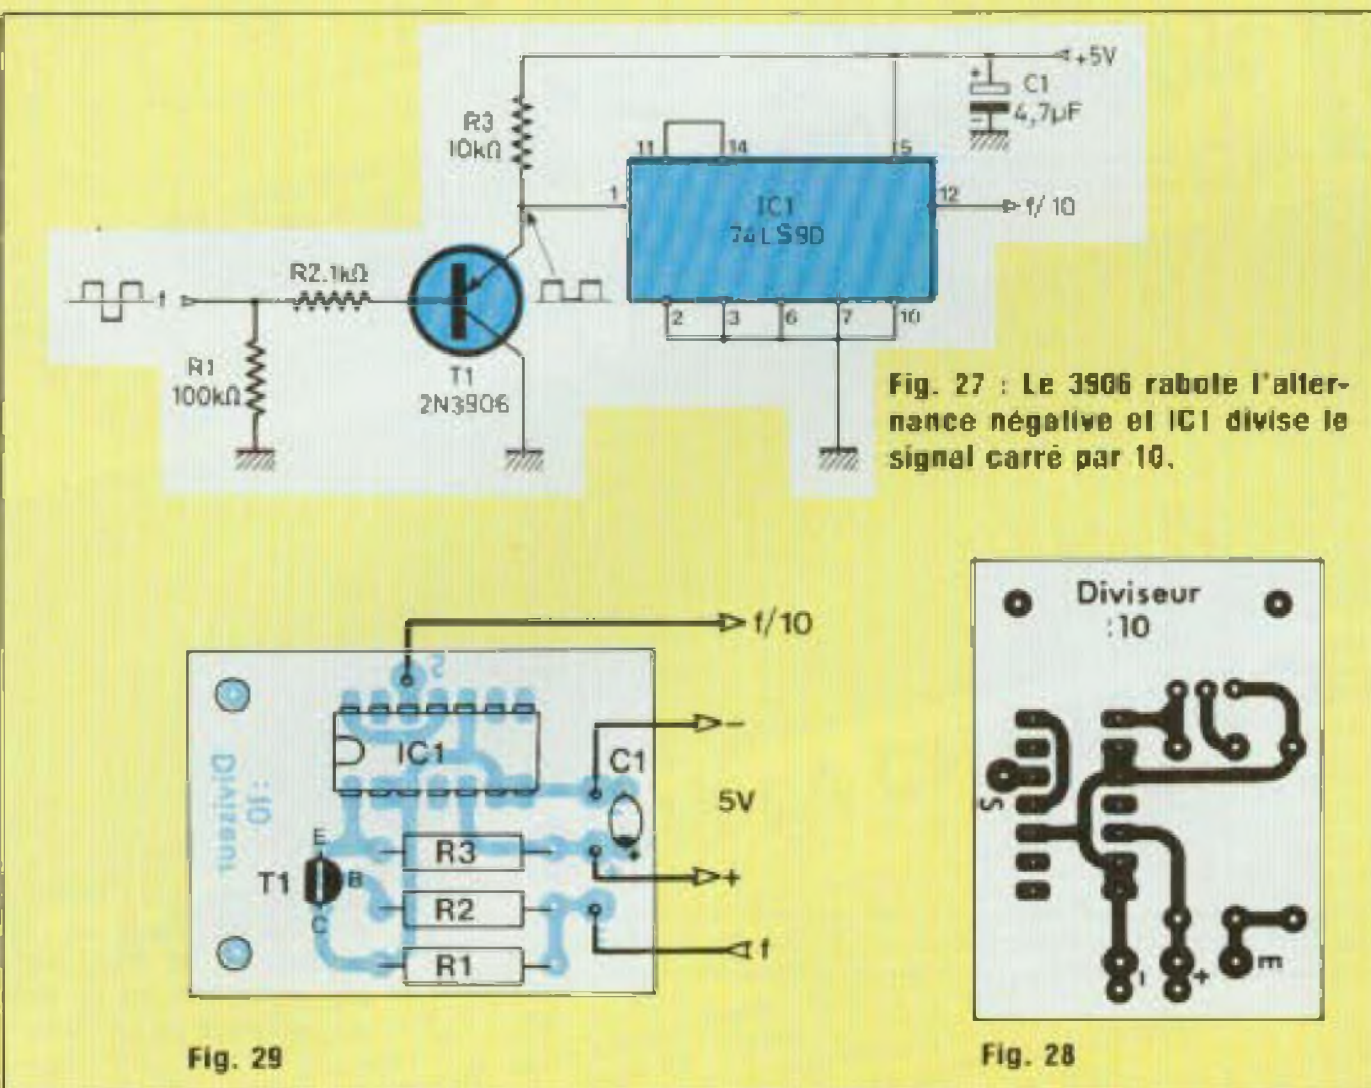 +5V
+
C1
4,7µF
-
R3
10kΩ
11
14
5
1
IC1
74LS90
12
f/10
f
R2.1kΩ
2
3
6
7
10
R1
100kΩ
T1
2N3906
Fig. 27 : Le 3906 rabote l'alter-
nance négative et IC1 divise le
signal carré par 10.
f/10
S
IC1
-
C1
5V
Diviseur
:10
E
R3
+
+
T1
B
R2
C
R1
f
Fig. 29
Diviseur
:10
S
-
+
E
Fig. 28